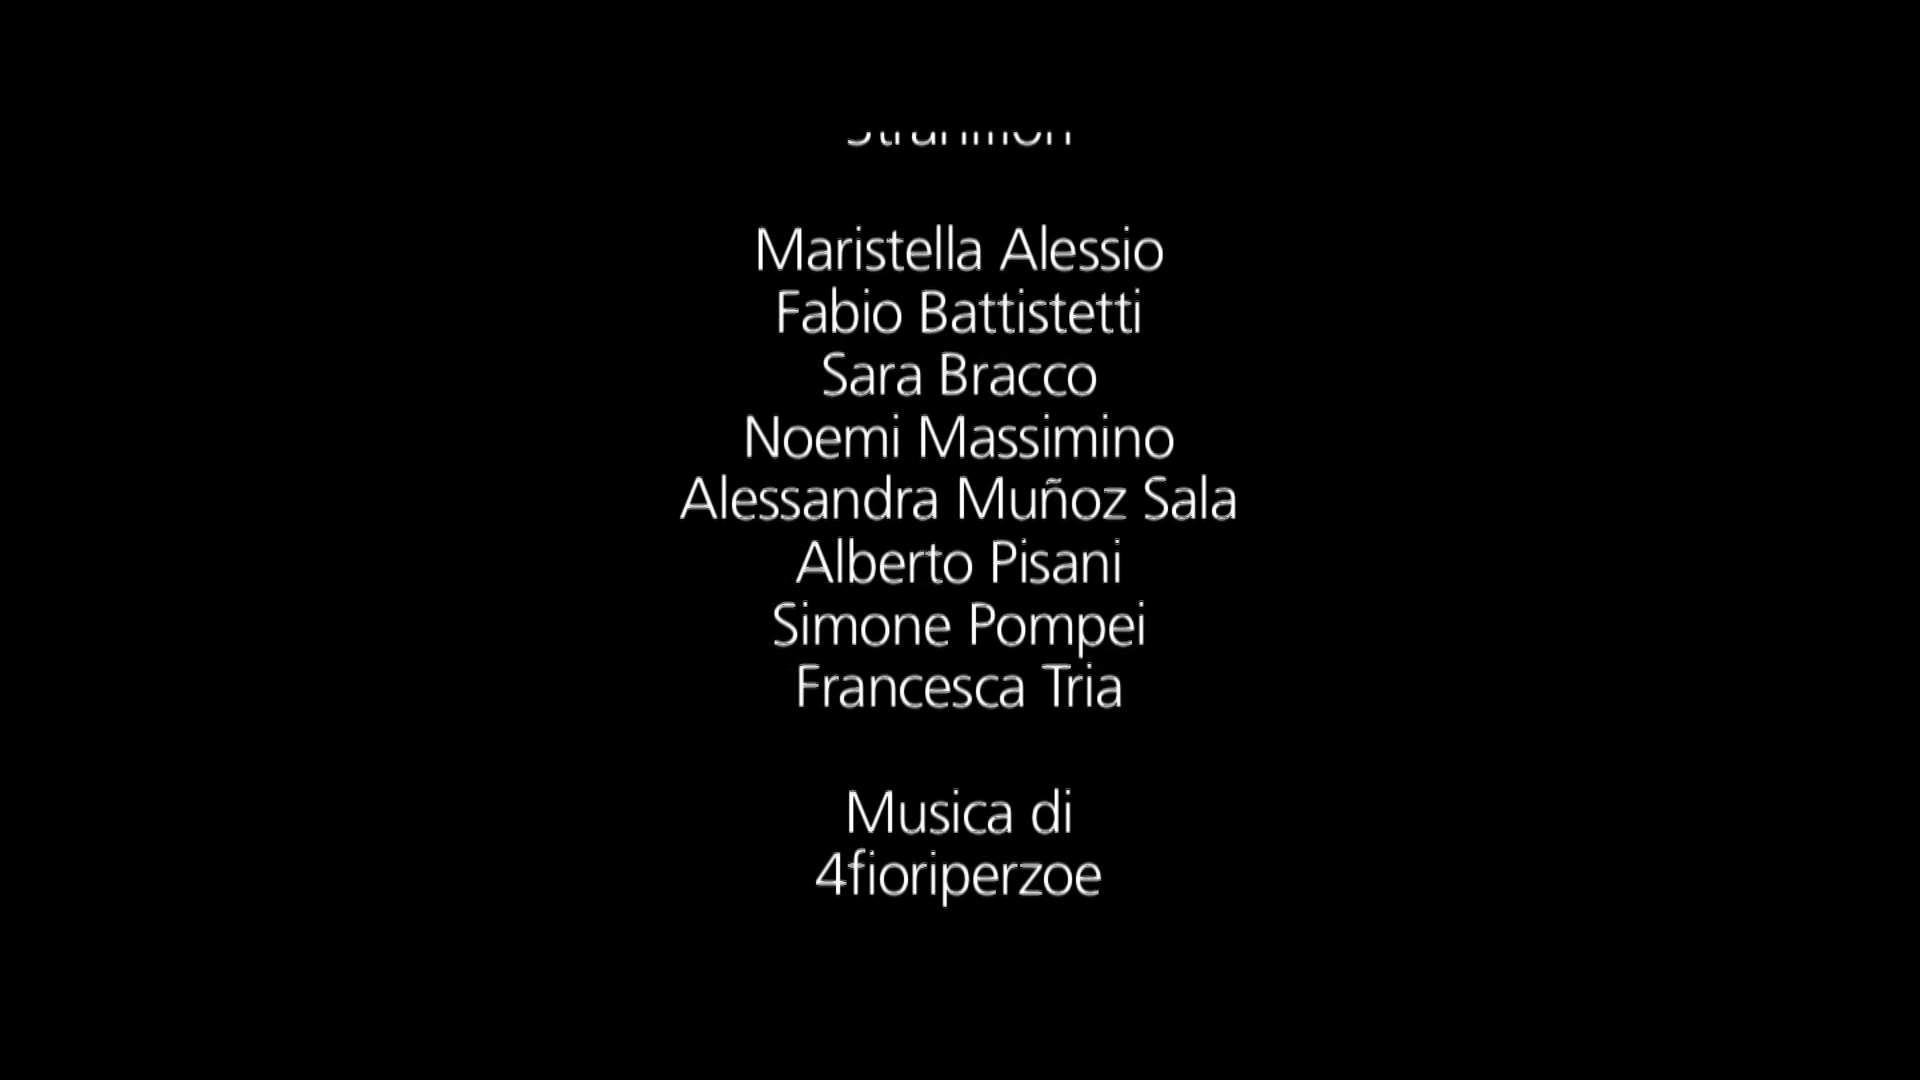 Maristella Alessio
Fabio Battistetti
Sara Bracco
Noemi Massimino
Alessandra Muñoz Sala
Alberto Pisani
Simone Pompei
Francesca Tria
Musica di
4fioriperzoe